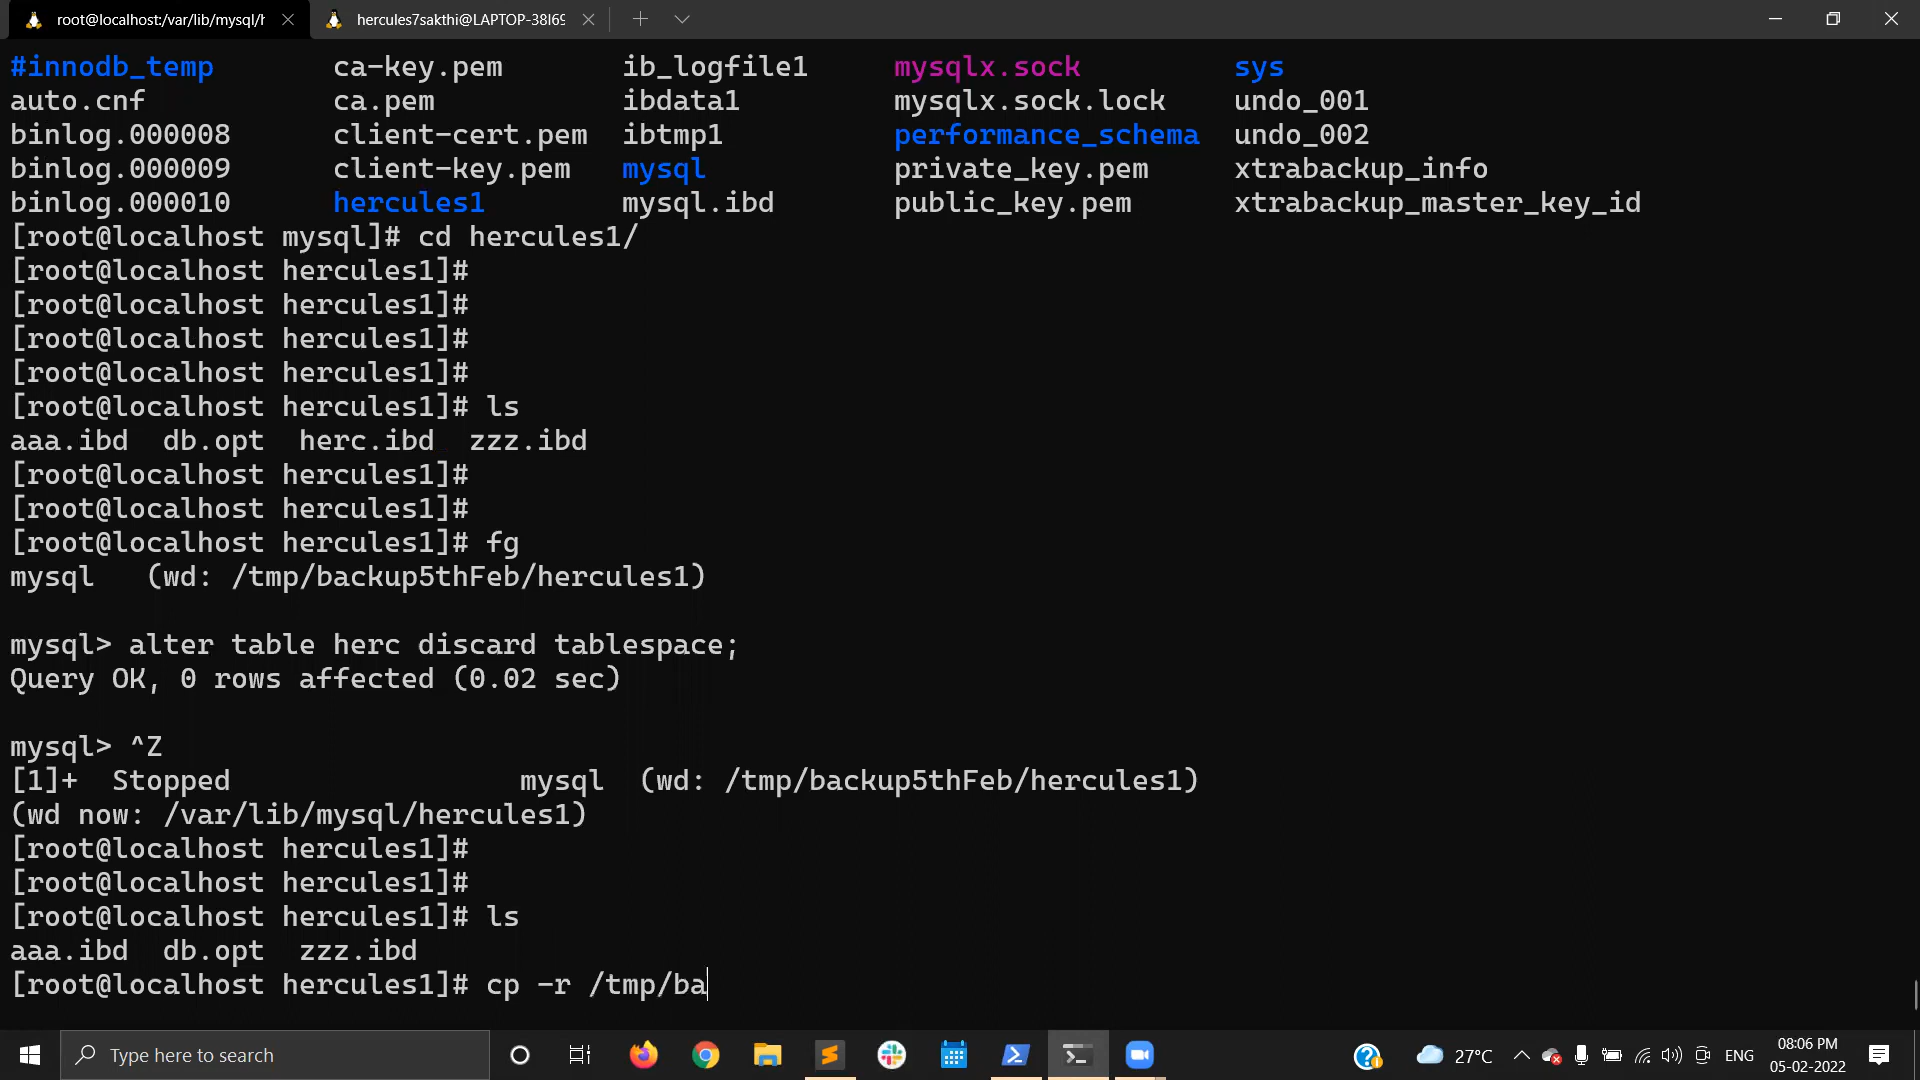 root@localhost:/var/lib/mysql/h hercules7sakthi@LAPTOP-38l69
#innodb_temp ca-key.pem ib_logfile1 mysqlx.sock sys
auto.cnf ca.pem ibdata1 mysqlx.sock.lock undo_001
binlog.000008 client-cert.pem ibtmp1 performance_schema undo_002
binlog.000009 client-key.pem mysql private_key.pem xtrabackup_info
binlog.000010 hercules1 mysql.ibd public_key.pem xtrabackup_master_key_id
[root@localhost mysql]# cd hercules1/
[root@localhost hercules1]#
[root@localhost hercules1]#
[root@localhost hercules1]#
[root@localhost hercules1]#
[root@localhost hercules1]# ls
aaa.ibd db.opt herc.ibd zzz.ibd
[root@localhost hercules1]#
[root@localhost hercules1]#
[root@localhost hercules1]# fg
mysql (wd: /tmp/backup5thFeb/hercules1)
mysql> alter table herc discard tablespace;
Query OK, 0 rows affected (0.02 sec)
mysql> ^Z
[1]+ Stopped mysql (wd: /tmp/backup5thFeb/hercules1)
(wd now: /var/lib/mysql/hercules1)
[root@localhost hercules1]#
[root@localhost hercules1]#
[root@localhost hercules1]# ls
aaa.ibd db.opt zzz.ibd
[root@localhost hercules1]# cp -r /tmp/ba
Type here to search 27°C ENG 08:06 PM
05-02-2022